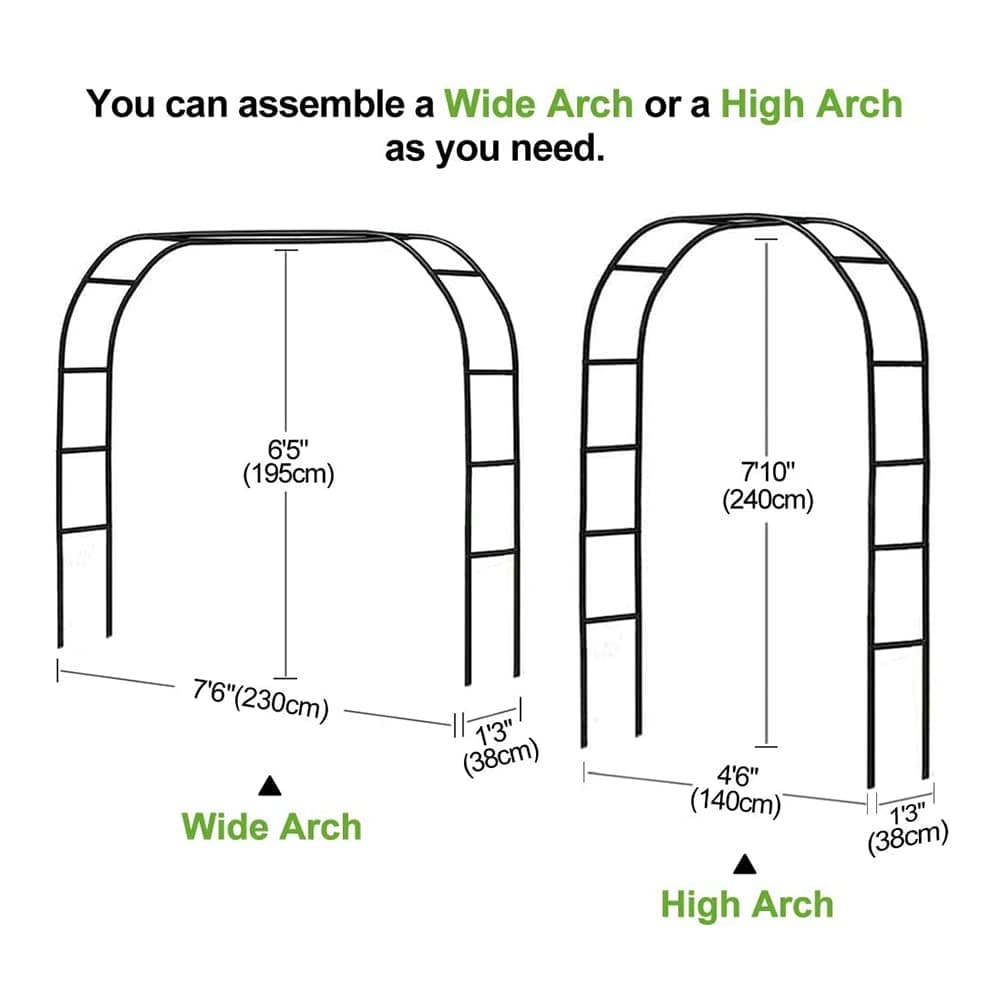 You can assemble a Wide Arch or a High Arch
as you need.
6'5"
(195cm)
7'6"(230cm)
1'3"
(38cm)
Wide Arch
7'10"
(240cm)
4'6"
(140cm)
1'3"
(38cm)
High Arch